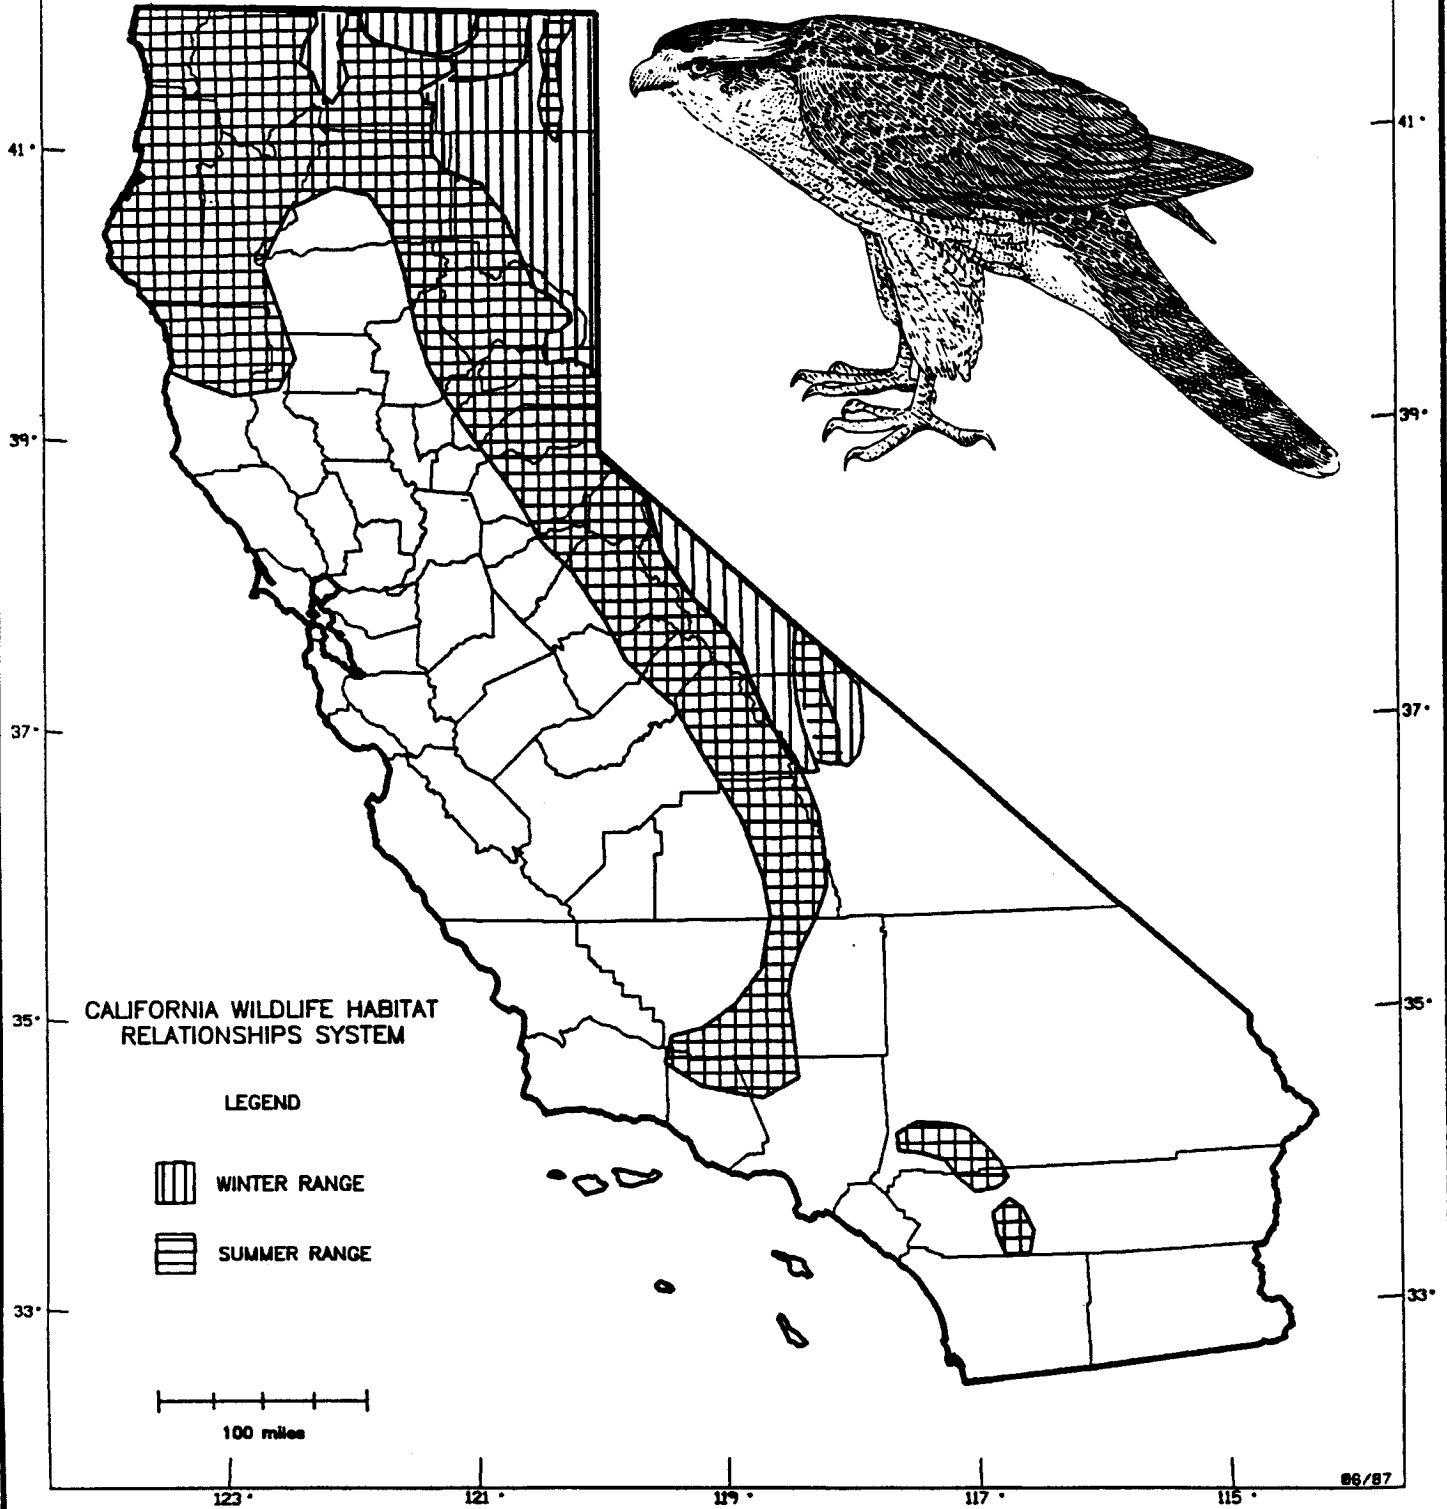 41°
41°
39°
39°
37°
37°
CALIFORNIA WILDLIFE HABITAT
RELATIONSHIPS SYSTEM
35°
35°
LEGEND
WINTER RANGE
SUMMER RANGE
33°
33°
100 miles
06/87
123°
121°
119°
117°
115°